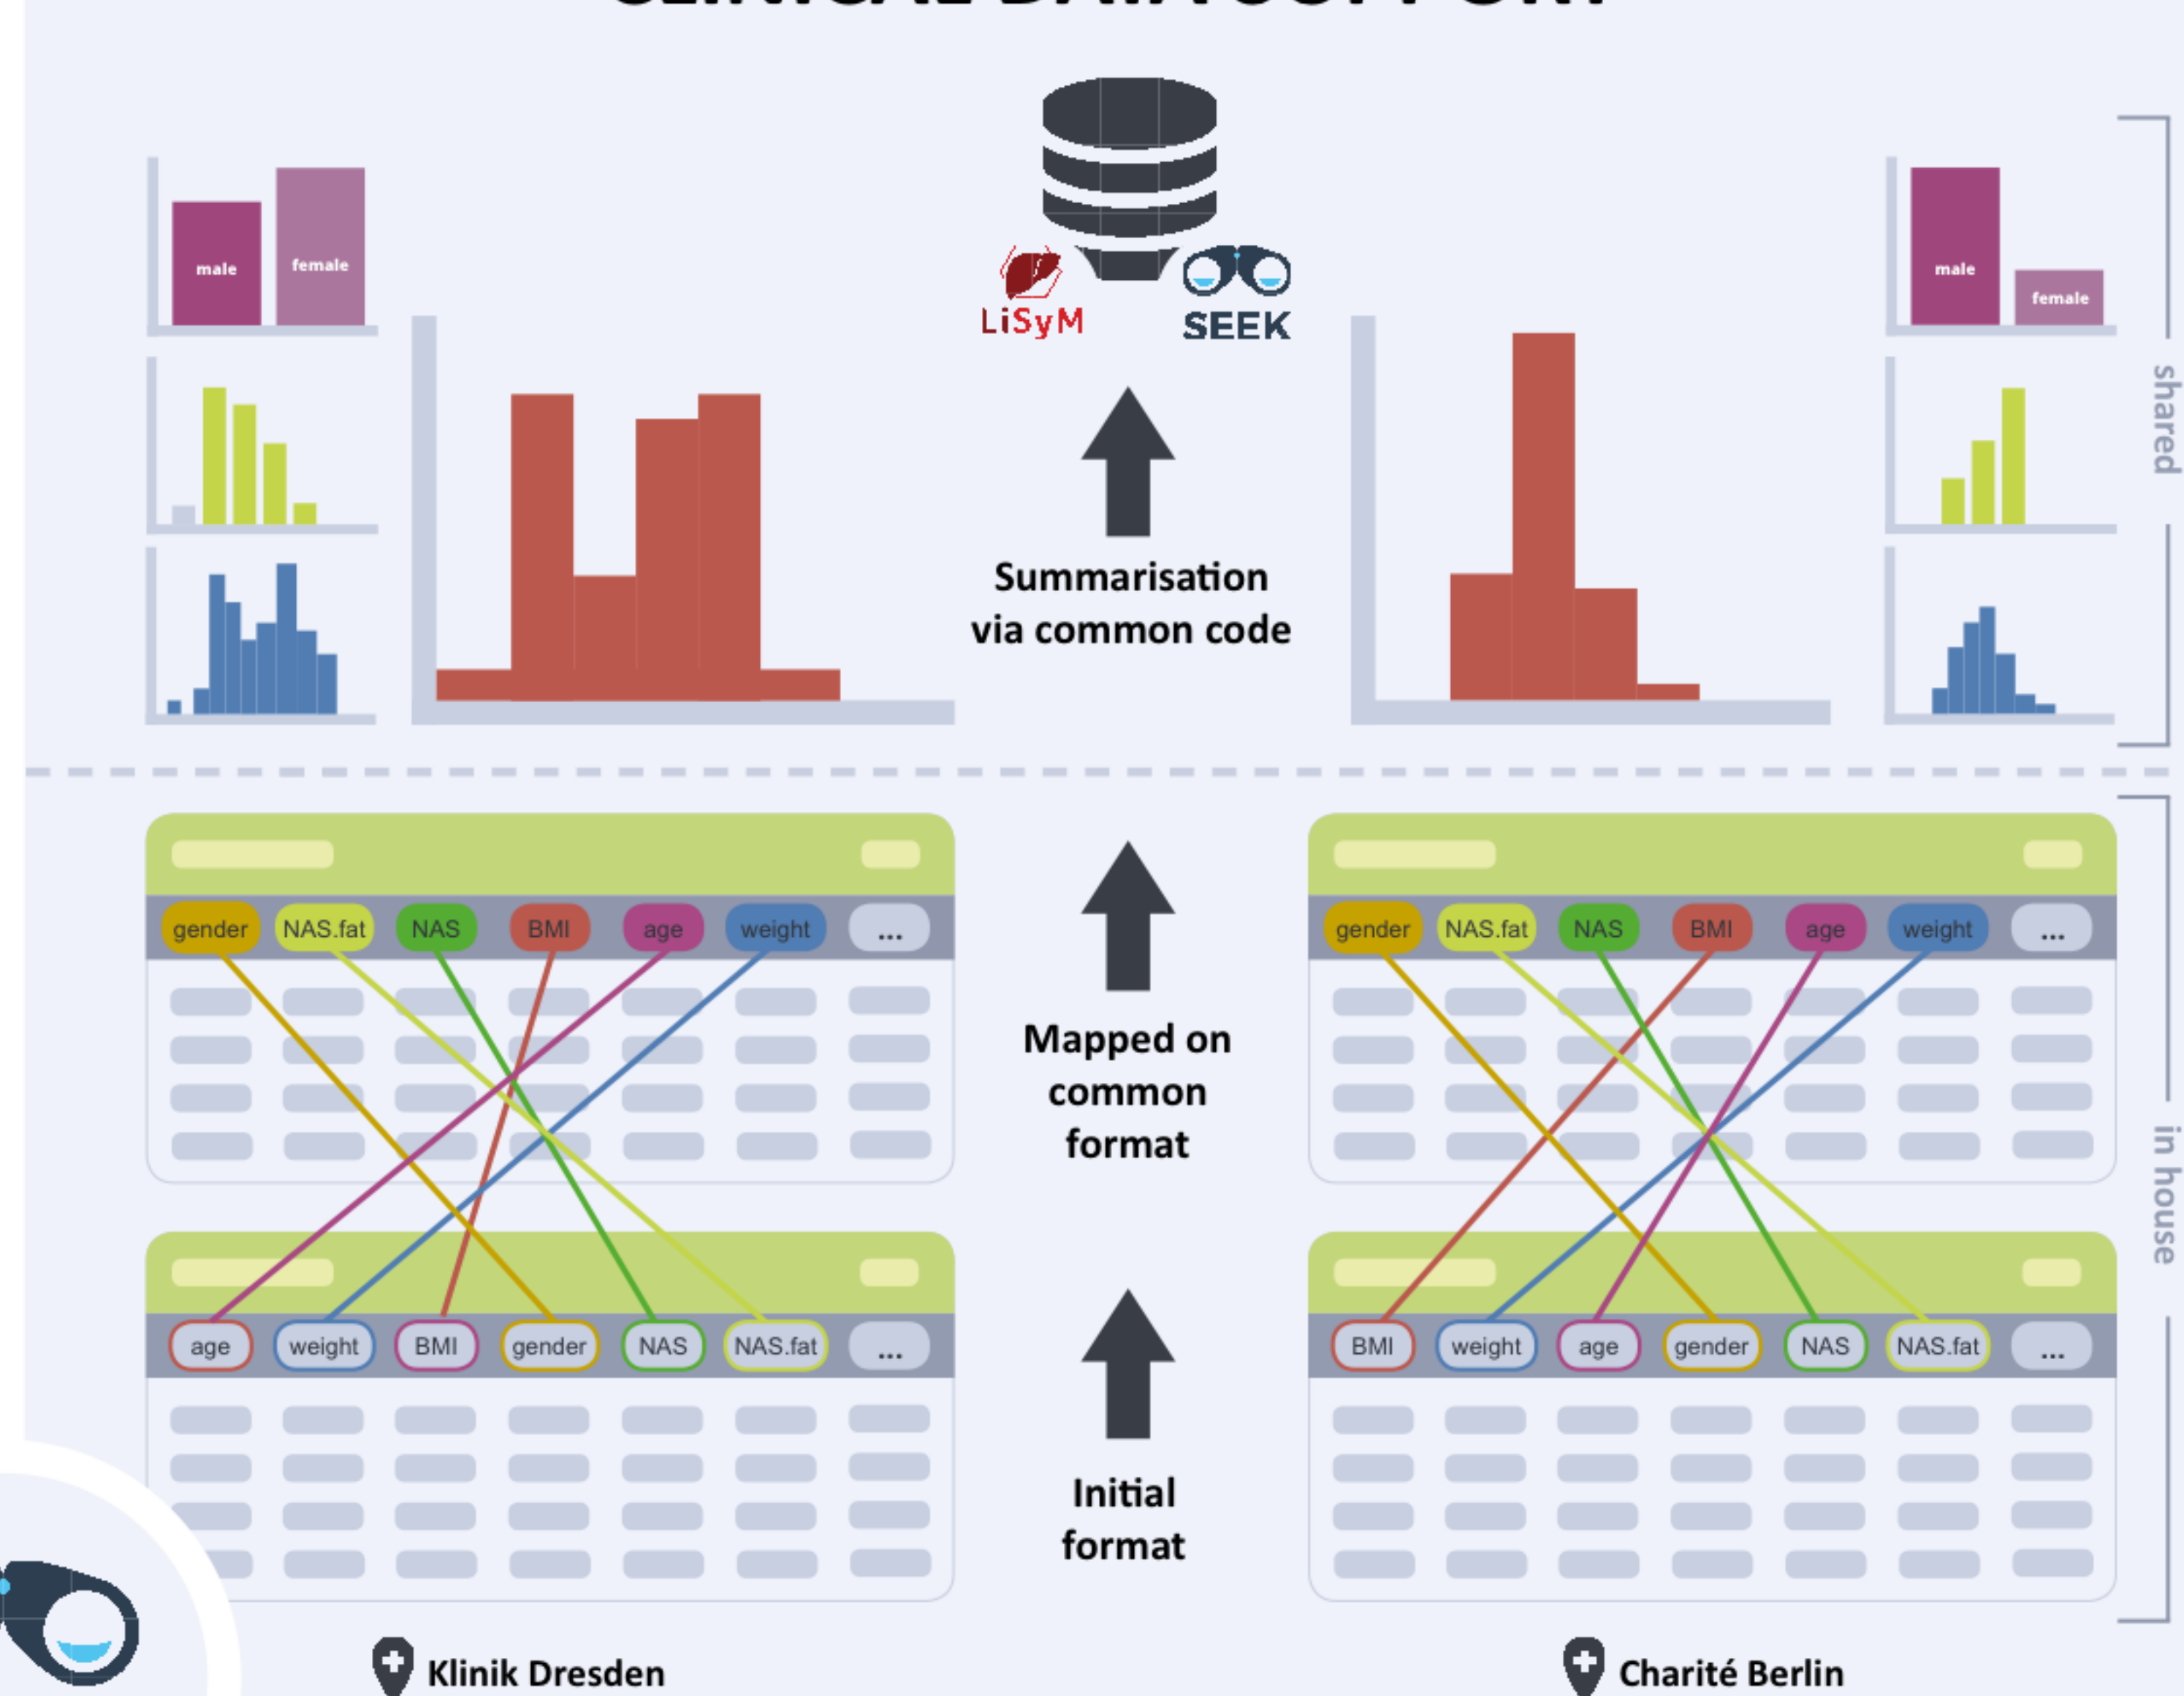 male
female
LiSyM
SEEK
male
female
shared
Summarisation
via common code
gender NAS.fat NAS BMI age weight ...
Mapped on
common
format
gender NAS.fat NAS BMI age weight ...
in house
age weight BMI gender NAS NAS.fat ...
Initial
format
BMI weight age gender NAS NAS.fat ...
Klinik Dresden
Charité Berlin